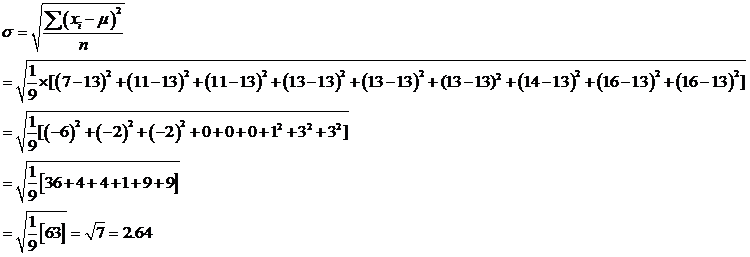 σ = √(∑(xᵢ − μ)² / n)
= √(1/9 × [(7−13)² + (11−13)² + (11−13)² + (13−13)² + (13−13)² + (13−13)² + (14−13)² + (16−13)² + (16−13)²])
= √(1/9 [(−6)² + (−2)² + (−2)² + 0 + 0 + 0 + 1² + 3² + 3²])
= √(1/9 [36 + 4 + 4 + 1 + 9 + 9])
= √(1/9 [63]) = √7 = 2.64